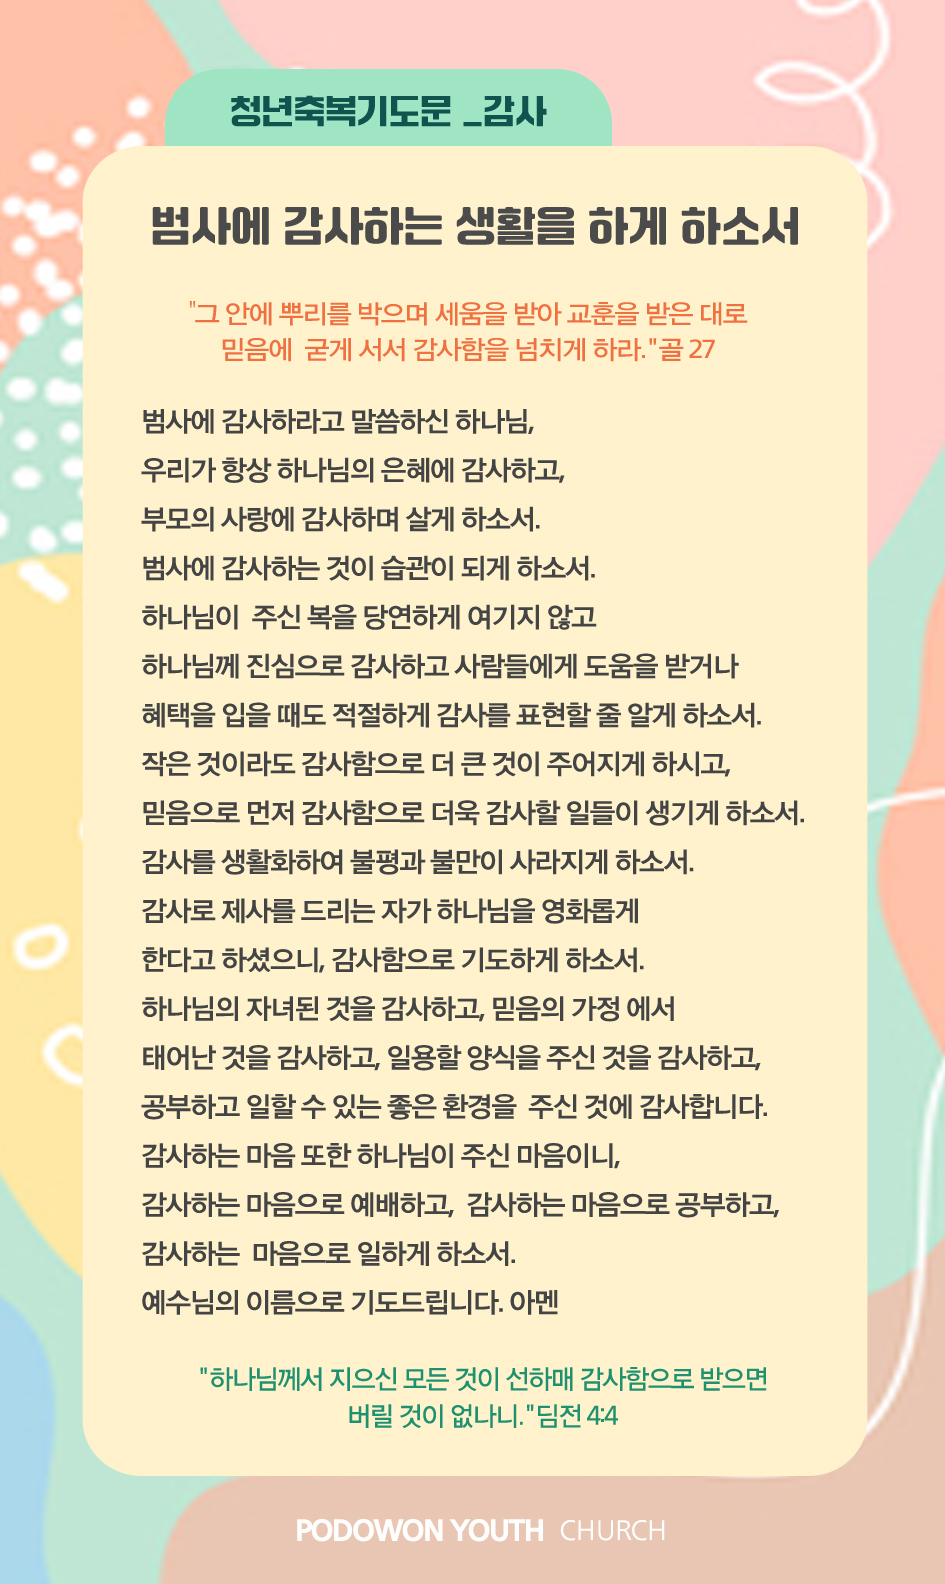 청년축복기도문 _감사
범사에 감사하는 생활을 하게 하소서
"그 안에 뿌리를 박으며 세움을 받아 교훈을 받은 대로
믿음에 굳게 서서 감사함을 넘치게 하라."골 27
범사에 감사하라고 말씀하신 하나님,
우리가 항상 하나님의 은혜에 감사하고,
부모의 사랑에 감사하며 살게 하소서.
범사에 감사하는 것이 습관이 되게 하소서.
하나님이 주신 복을 당연하게 여기지 않고
하나님께 진심으로 감사하고 사람들에게 도움을 받거나
혜택을 입을 때도 적절하게 감사를 표현할 줄 알게 하소서.
작은 것이라도 감사함으로 더 큰 것이 주어지게 하시고,
믿음으로 먼저 감사함으로 더욱 감사할 일들이 생기게 하소서.
감사를 생활화하여 불평과 불만이 사라지게 하소서.
감사로 제사를 드리는 자가 하나님을 영화롭게
한다고 하셨으니, 감사함으로 기도하게 하소서.
하나님의 자녀된 것을 감사하고, 믿음의 가정 에서
태어난 것을 감사하고, 일용할 양식을 주신 것을 감사하고,
공부하고 일할 수 있는 좋은 환경을 주신 것에 감사합니다.
감사하는 마음 또한 하나님이 주신 마음이니,
감사하는 마음으로 예배하고, 감사하는 마음으로 공부하고,
감사하는 마음으로 일하게 하소서.
예수님의 이름으로 기도드립니다. 아멘
"하나님께서 지으신 모든 것이 선하매 감사함으로 받으면
버릴 것이 없나니."딤전 4:4
PODOWON YOUTH CHURCH